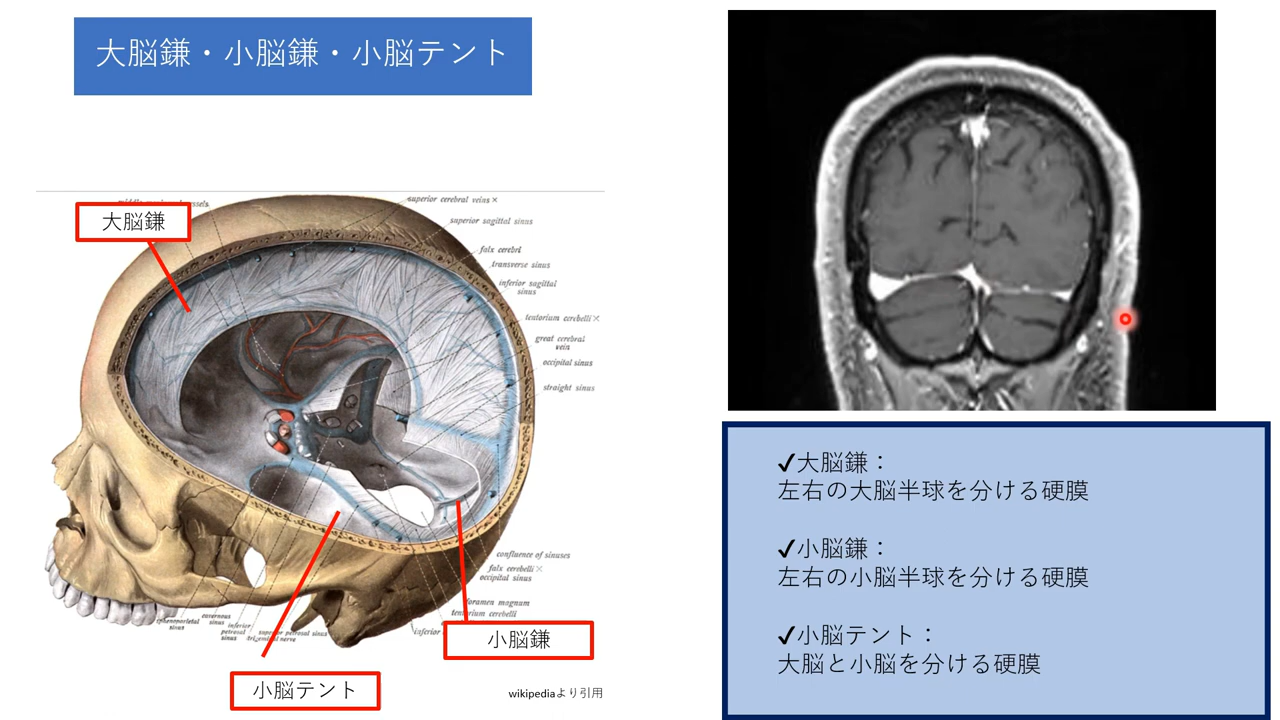 大脳鎌・小脳鎌・小脳テント
大脳鎌
superior cerebral veins ×
superior sagittal sinus
falx cerebri
transverse sinus
inferior sagittal
sinus
tentorium cerebelli ×
great cerebral
vein
occipital sinus
straight sinus
confluence of sinuses
falx cerebelli ×
occipital sinus
foramen magnum
tentorium cerebelli
inferior
sphenoparietal
sinus
cavernous
sinus
inferior
petrosal
sinus
superior petrosal sinus
nerve
小脳鎌
小脳テント
wikipediaより引用
✓大脳鎌：
左右の大脳半球を分ける硬膜
✓小脳鎌：
左右の小脳半球を分ける硬膜
✓小脳テント：
大脳と小脳を分ける硬膜